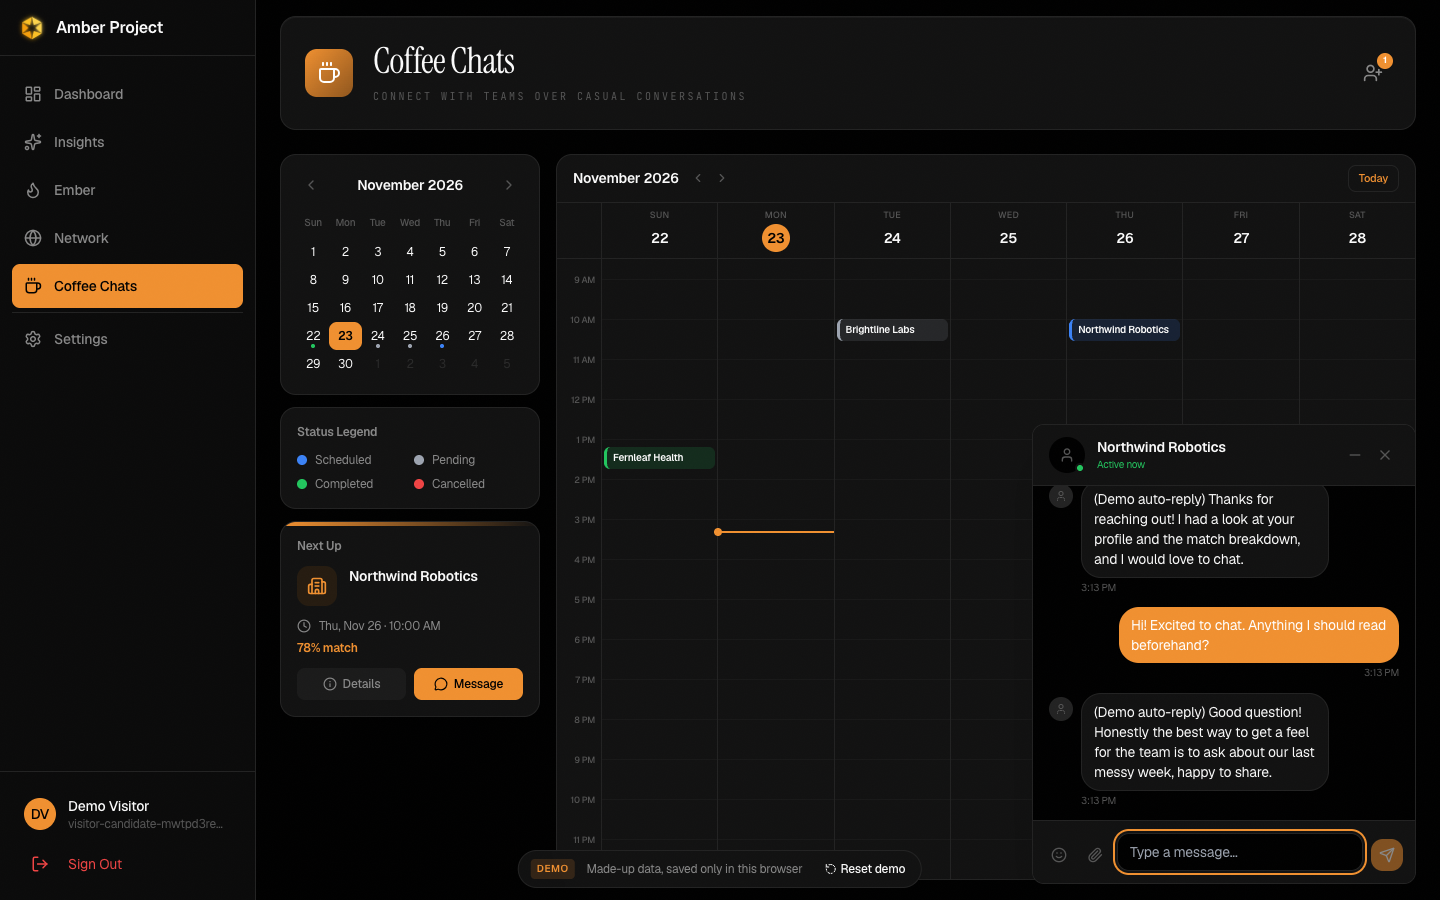 Amber Project
Dashboard
Insights
Ember
Network
Coffee Chats
Settings
Demo Visitor
visitor-candidate-mwtpd3re...
Sign Out
Coffee Chats
CONNECT WITH TEAMS OVER CASUAL CONVERSATIONS
1
November 2026
Sun Mon Tue Wed Thu Fri Sat
1 2 3 4 5 6 7
8 9 10 11 12 13 14
15 16 17 18 19 20 21
22 23 24 25 26 27 28
29 30 1 2 3 4 5
Status Legend
Scheduled Pending
Completed Cancelled
Next Up
Northwind Robotics
Thu, Nov 26 · 10:00 AM
78% match
Details Message
November 2026 Today
SUN MON TUE WED THU FRI SAT
22 23 24 25 26 27 28
9 AM
10 AM
Brightline Labs Northwind Robotics
11 AM
12 PM
1 PM
Fernleaf Health
2 PM
3 PM
4 PM
5 PM
6 PM
7 PM
8 PM
9 PM
10 PM
11 PM
Northwind Robotics
Active now
(Demo auto-reply) Thanks for
reaching out! I had a look at your
profile and the match breakdown,
and I would love to chat.
3:13 PM
Hi! Excited to chat. Anything I should read
beforehand?
3:13 PM
(Demo auto-reply) Good question!
Honestly the best way to get a feel
for the team is to ask about our last
messy week, happy to share.
3:13 PM
Type a message...
DEMO Made-up data, saved only in this browser Reset demo
DV